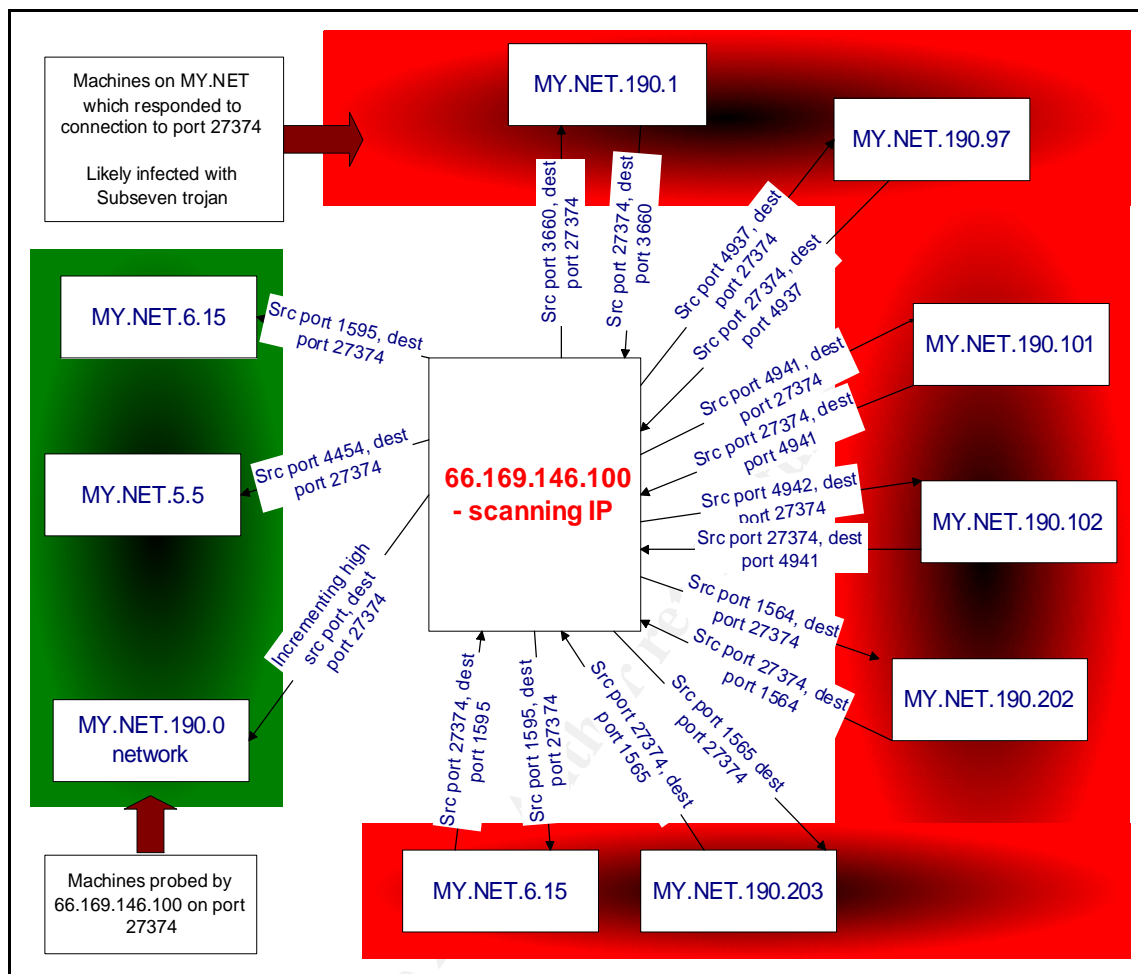 Machines on MY.NET
which responded to
connection to port 27374
Likely infected with
Subseven trojan
MY.NET.190.1
MY.NET.190.97
Src port 3660, dest
port 27374
Src port 27374, dest
port 3660
Src port 4937, dest
port 27374
Src port 27374, dest
port 4937
MY.NET.6.15
Src port 1595, dest
port 27374
MY.NET.190.101
Src port 4941, dest
port 27374
Src port 27374, dest
port 4941
MY.NET.5.5
Src port 4454, dest
port 27374
66.169.146.100
- scanning IP
Src port 4942, dest
port 27374
MY.NET.190.102
Src port 27374, dest
port 4941
Incrementing high
src port, dest
port 27374
Src port 1564, dest
port 27374
Src port 27374, dest
port 1564
MY.NET.190.202
MY.NET.190.0
network
Src port 27374, dest
port 1595
Src port 1595, dest
port 27374
Src port 27374, dest
port 1565
Src port 1565 dest
port 27374
Machines probed by
66.169.146.100 on port
27374
MY.NET.6.15
MY.NET.190.203